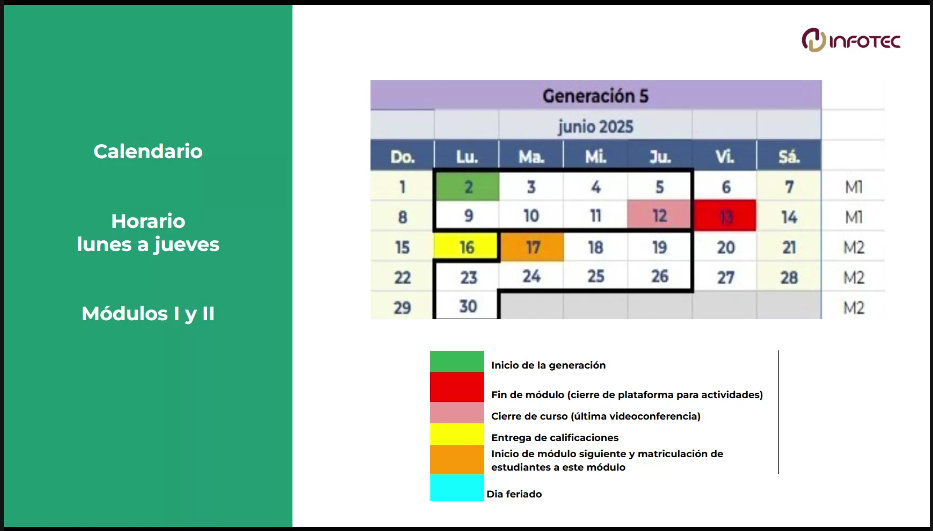 INFOTEC
Calendario
Horario
lunes a jueves
Módulos I y II
Generación 5
junio 2025
Do. Lu. Ma. Mi. Ju. Vi. Sá.
1 2 3 4 5 6 7 M1
8 9 10 11 12 13 14 M1
15 16 17 18 19 20 21 M2
22 23 24 25 26 27 28 M2
29 30 M2
Inicio de la generación
Fin de módulo (cierre de plataforma para actividades)
Cierre de curso (última videoconferencia)
Entrega de calificaciones
Inicio de módulo siguiente y matriculación de
estudiantes a este módulo
Dia feriado